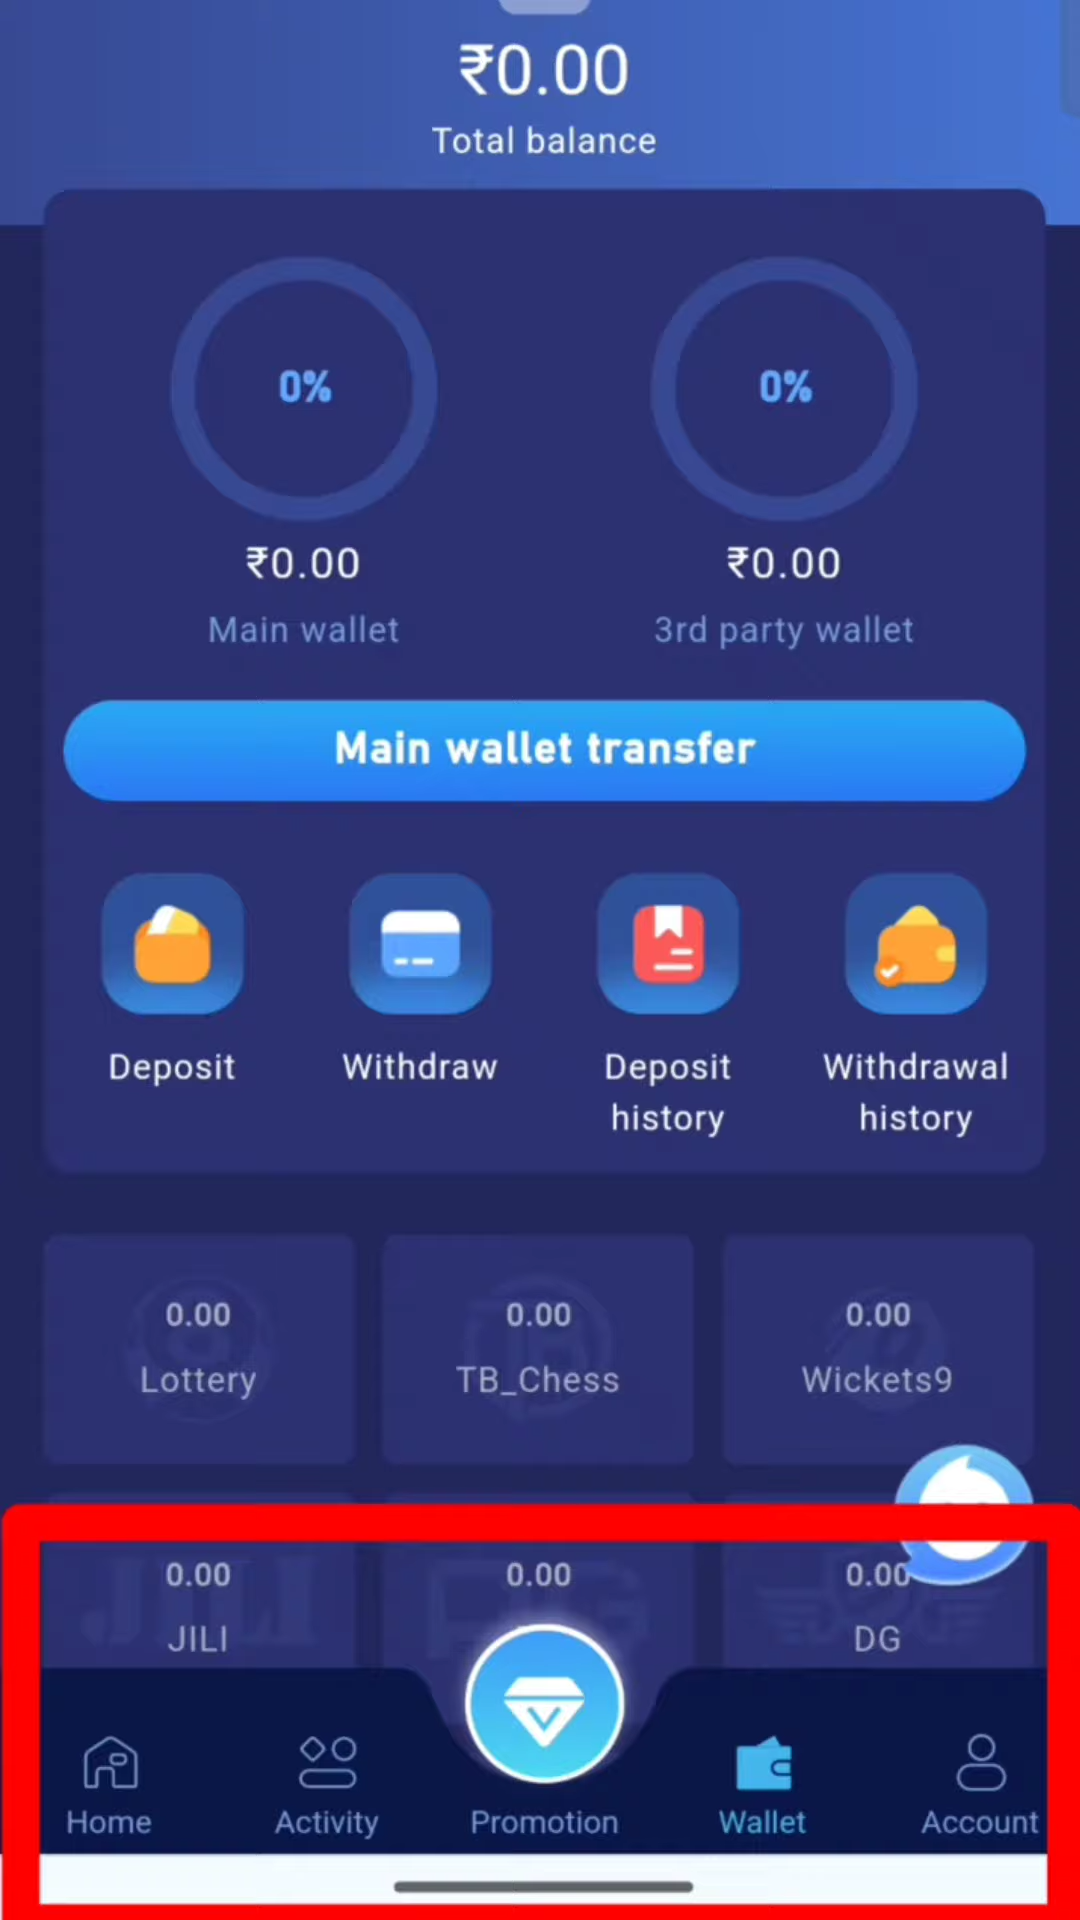 ₹0.00
Total balance
0%
0%
₹0.00
₹0.00
Main wallet
3rd party wallet
Main wallet transfer
Deposit
Withdraw
Deposit history
Withdrawal history
0.00
0.00
0.00
Lottery
TB_Chess
Wickets9
0.00
0.00
0.00
JILI
DG
Home
Activity
Promotion
Wallet
Account